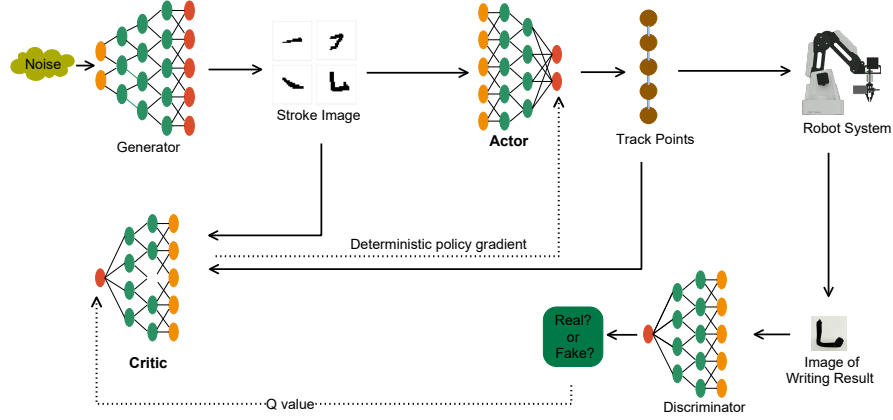 Noise
Generator
Stroke Image
Actor
Track Points
Robot System
Deterministic policy gradient
Critic
Real?
or
Fake?
Discriminator
Image of
Writing Result
Q value